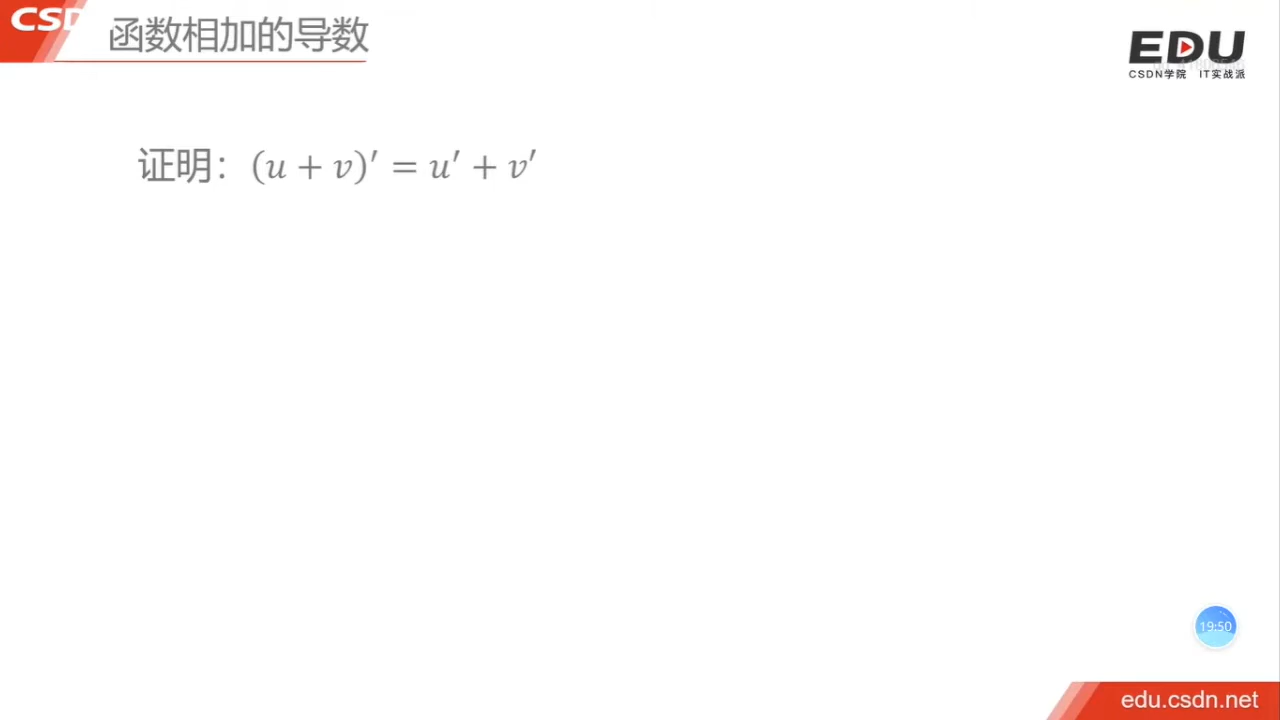 CSD
函数相加的导数
EDU
CSDN学院 IT实战派
证明：(u + v)′ = u′ + v′
19:50
edu.csdn.net